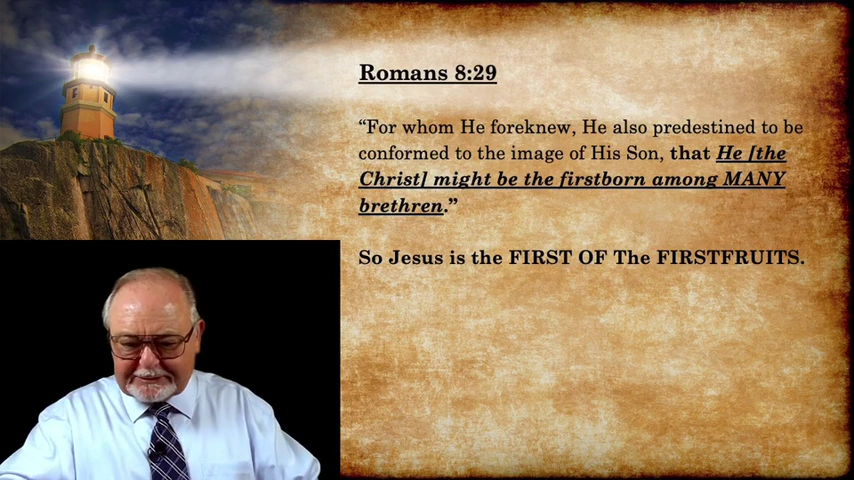 Romans 8:29
“For whom He foreknew, He also predestined to be
conformed to the image of His Son, that He [the
Christ] might be the firstborn among MANY
brethren.”
So Jesus is the FIRST OF The FIRSTFRUITS.